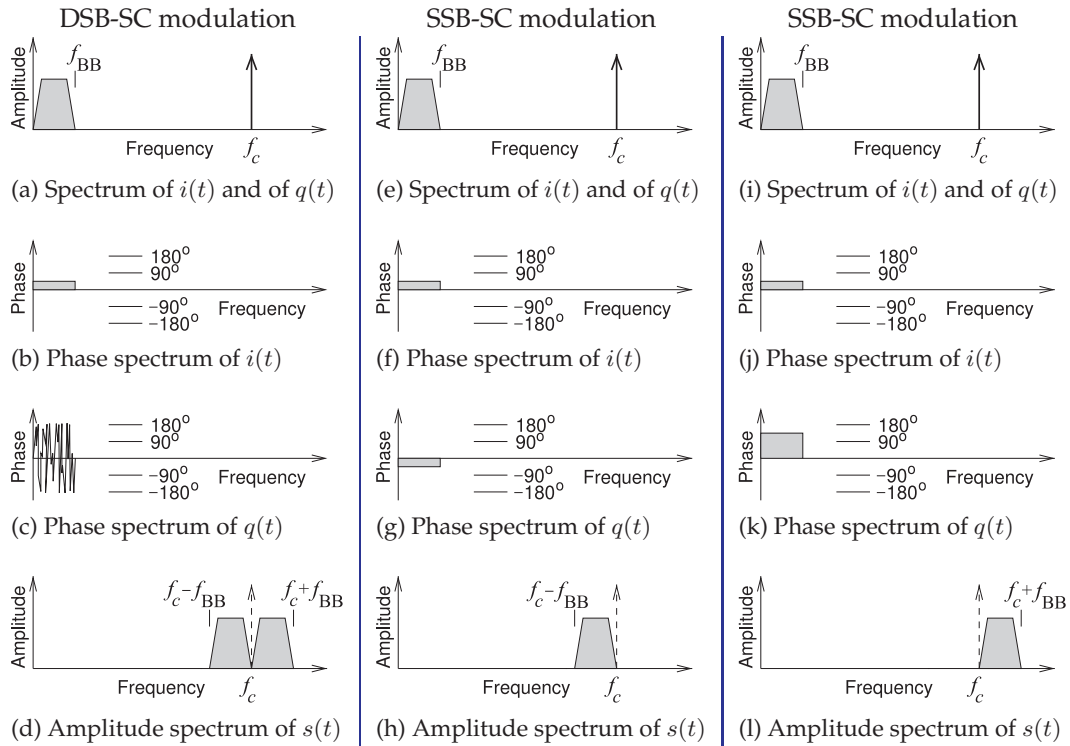 DSB-SC modulation
Amplitude
f_BB
Frequency
f_c
(a) Spectrum of i(t) and of q(t)
Phase
180°
90°
−90°
−180°
Frequency
(b) Phase spectrum of i(t)
Phase
180°
90°
−90°
−180°
Frequency
(c) Phase spectrum of q(t)
Amplitude
f_c−f_BB
f_c+f_BB
Frequency
f_c
(d) Amplitude spectrum of s(t)
SSB-SC modulation
Amplitude
f_BB
Frequency
f_c
(e) Spectrum of i(t) and of q(t)
Phase
180°
90°
−90°
−180°
Frequency
(f) Phase spectrum of i(t)
Phase
180°
90°
−90°
−180°
Frequency
(g) Phase spectrum of q(t)
Amplitude
f_c−f_BB
Frequency
f_c
(h) Amplitude spectrum of s(t)
SSB-SC modulation
Amplitude
f_BB
Frequency
f_c
(i) Spectrum of i(t) and of q(t)
Phase
180°
90°
−90°
−180°
Frequency
(j) Phase spectrum of i(t)
Phase
180°
90°
−90°
−180°
Frequency
(k) Phase spectrum of q(t)
Amplitude
f_c+f_BB
Frequency
f_c
(l) Amplitude spectrum of s(t)